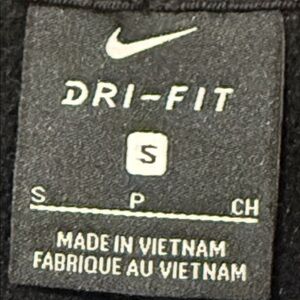 DRI-FIT
S
S P CH
MADE IN VIETNAM
FABRIQUE AU VIETNAM